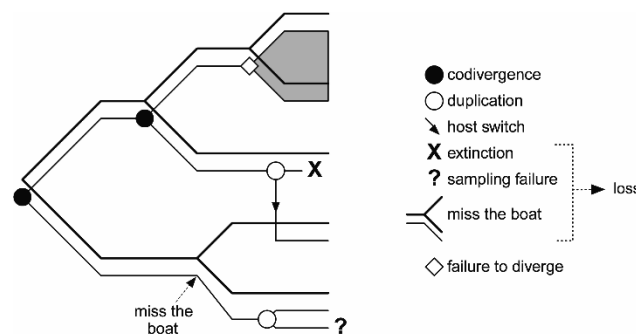 codivergence
duplication
host switch
X extinction
? sampling failure
loss
miss the boat
failure to diverge
X
miss the
boat
?